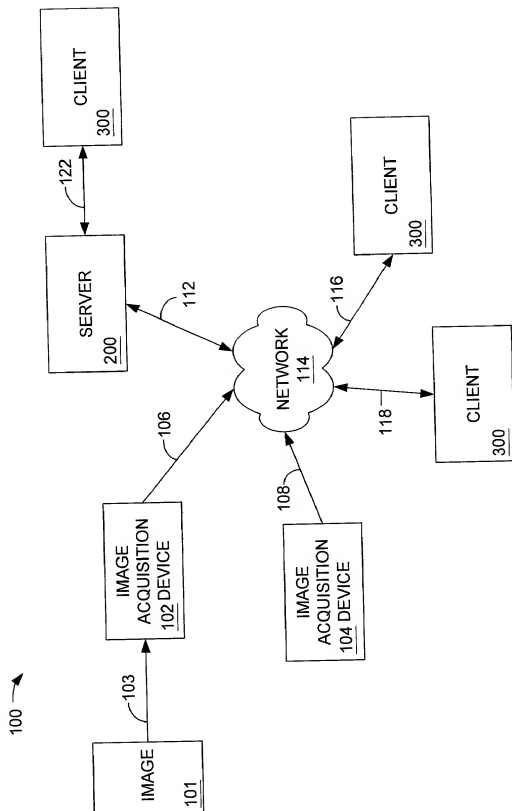 100
IMAGE
101
103
IMAGE
ACQUISITION
102 DEVICE
106
IMAGE
ACQUISITION
104 DEVICE
108
SERVER
200
122
CLIENT
300
112
NETWORK
114
116
CLIENT
300
118
CLIENT
300